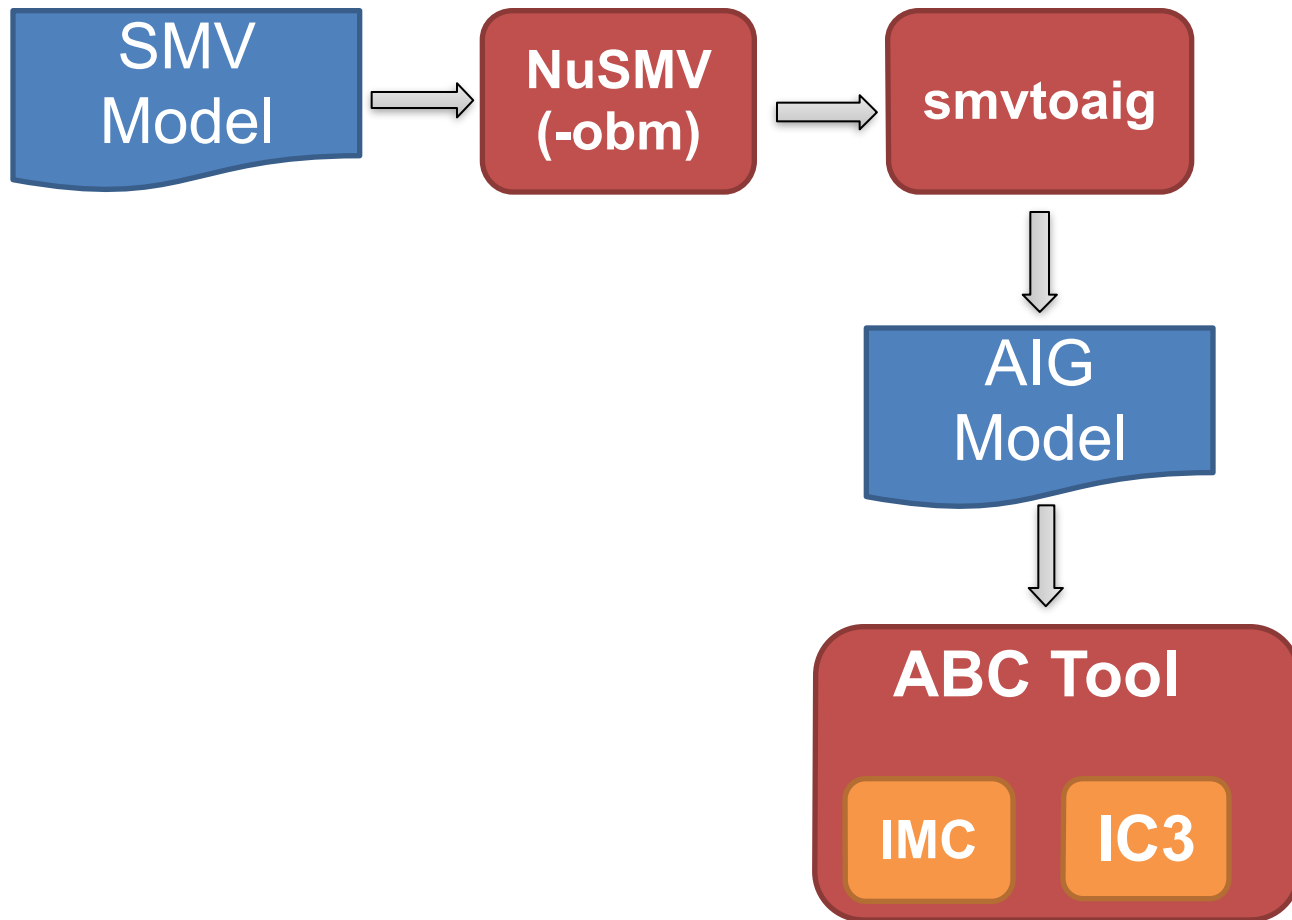 SMV
Model
NuSMV
(-obm)
smvtoaig
AIG
Model
ABC Tool
IMC
IC3